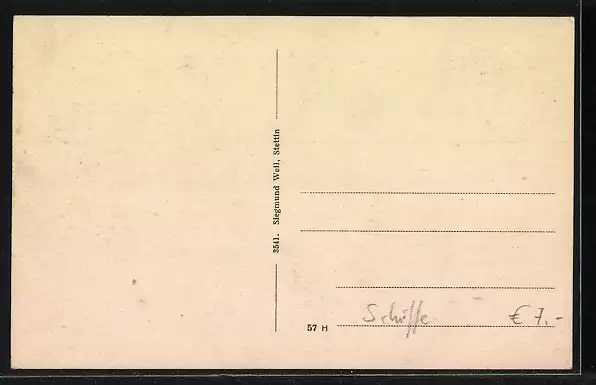 3541. Siegmund Weil, Stettin
Schiffe € 7.-
57 H